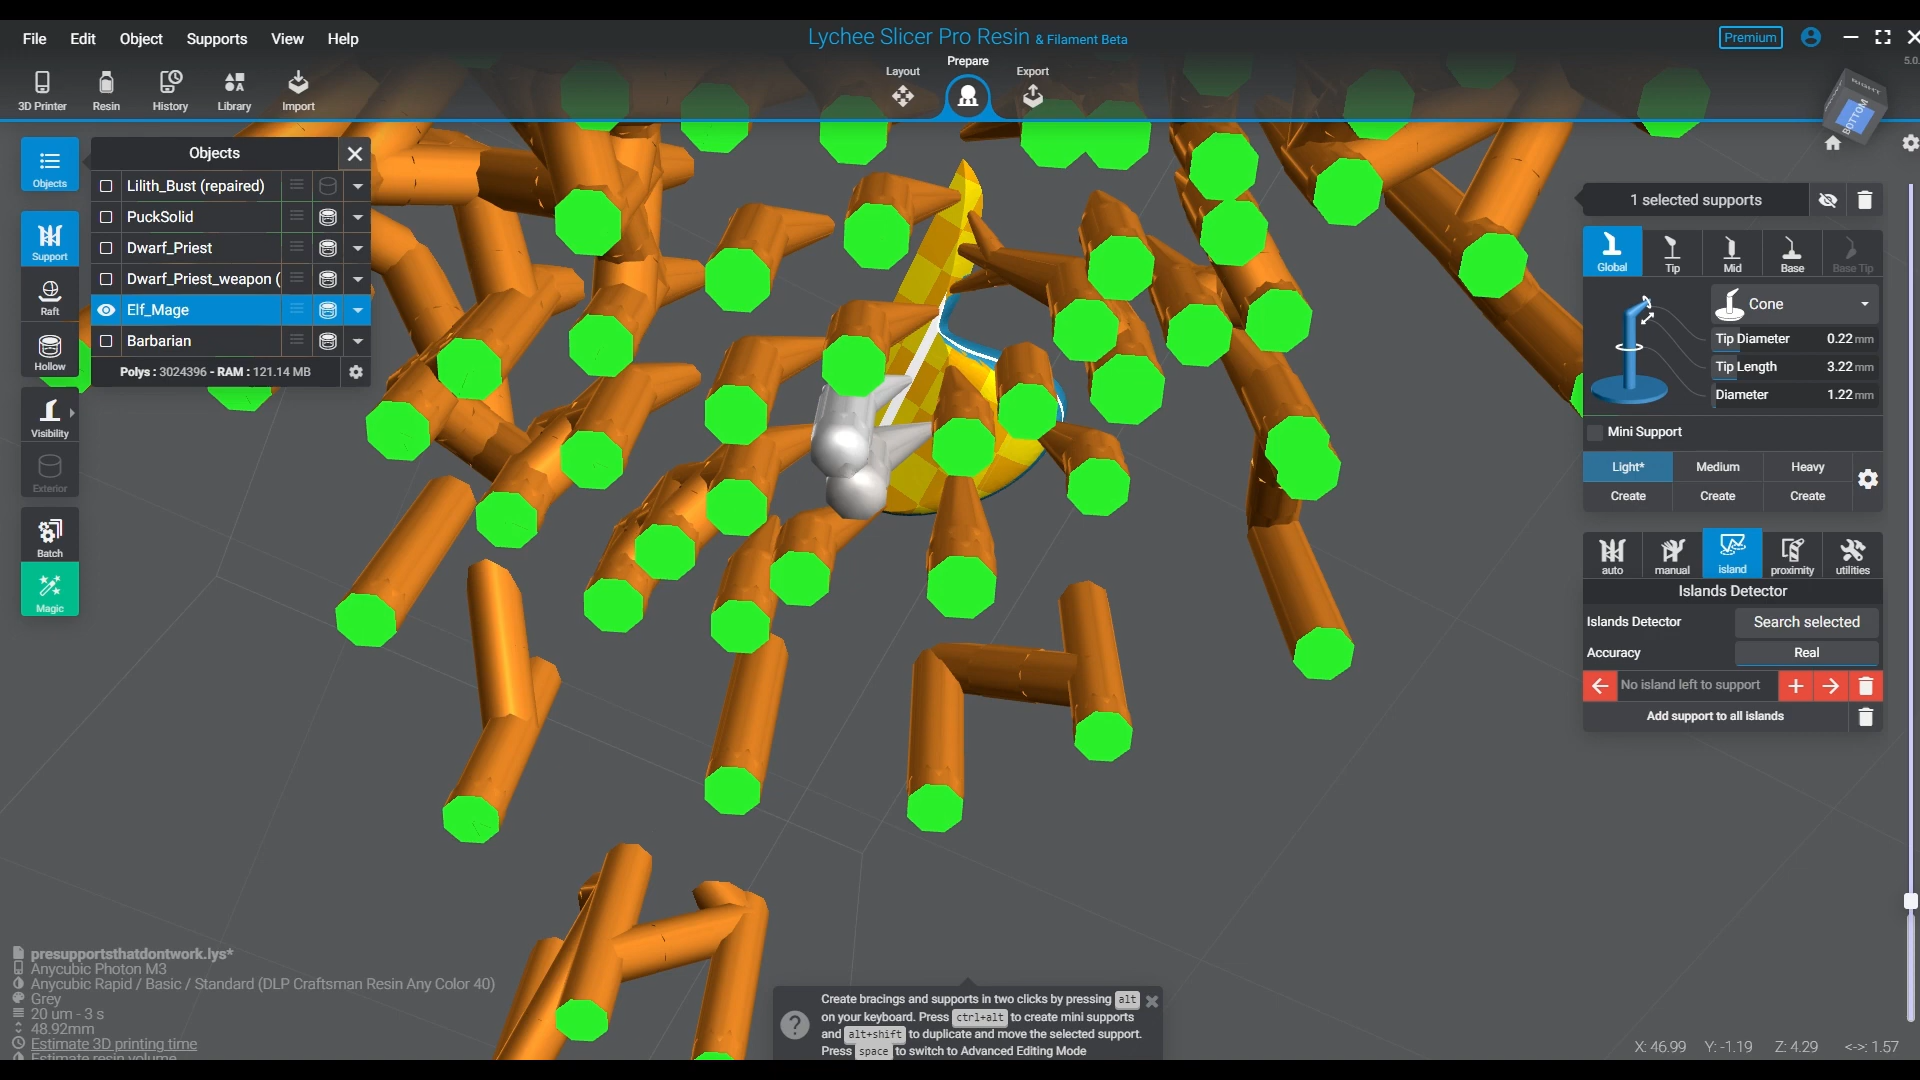 File Edit Object Supports View Help
Lychee Slicer Pro Resin & Filament Beta
Premium
5.0.
3D Printer Resin History Library Import
Layout Prepare Export
BOTTOM
Objects
Objects
Lilith_Bust (repaired)
PuckSolid
Dwarf_Priest
Dwarf_Priest_weapon (
Elf_Mage
Barbarian
Polys : 3024396 - RAM : 121.14 MB
Support
Raft
Hollow
Visibility
Exterior
Batch
Magic
1 selected supports
Global Tip Mid Base Base Tip
Cone
Tip Diameter 0.22 mm
Tip Length 3.22 mm
Diameter 1.22 mm
Mini Support
Light* Medium Heavy
Create Create Create
auto manual island proximity utilities
Islands Detector
Islands Detector Search selected
Accuracy Real
No island left to support
Add support to all islands
presupportsthatdontwork.lys*
Anycubic Photon M3
Anycubic Rapid / Basic / Standard (DLP Craftsman Resin Any Color 40)
Grey
20 um - 3 s
48.92mm
Estimate 3D printing time
Estimate resin volume
Create bracings and supports in two clicks by pressing alt
on your keyboard. Press ctrl+alt to create mini supports
and alt+shift to duplicate and move the selected support.
Press space to switch to Advanced Editing Mode
X: 46.99 Y: -1.19 Z: 4.29 <->: 1.57